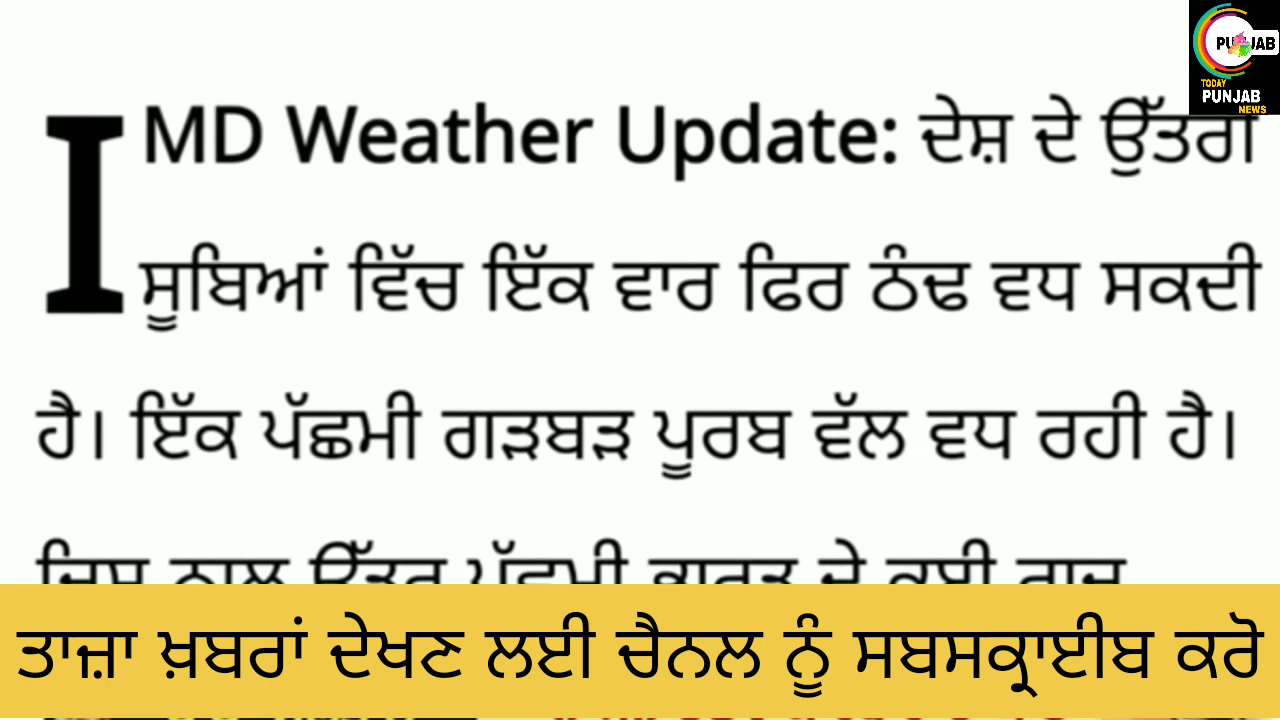 PUNJAB
TODAY
PUNJAB
NEWS
IMD Weather Update: ਦੇਸ਼ ਦੇ ਉੱਤਰੀ
ਸੂਬਿਆਂ ਵਿੱਚ ਇੱਕ ਵਾਰ ਫਿਰ ਠੰਢ ਵਧ ਸਕਦੀ
ਹੈ। ਇੱਕ ਪੱਛਮੀ ਗੜਬੜ ਪੂਰਬ ਵੱਲ ਵਧ ਰਹੀ ਹੈ।
ਤਾਜ਼ਾ ਖ਼ਬਰਾਂ ਦੇਖਣ ਲਈ ਚੈਨਲ ਨੂੰ ਸਬਸਕ੍ਰਾਈਬ ਕਰੋ